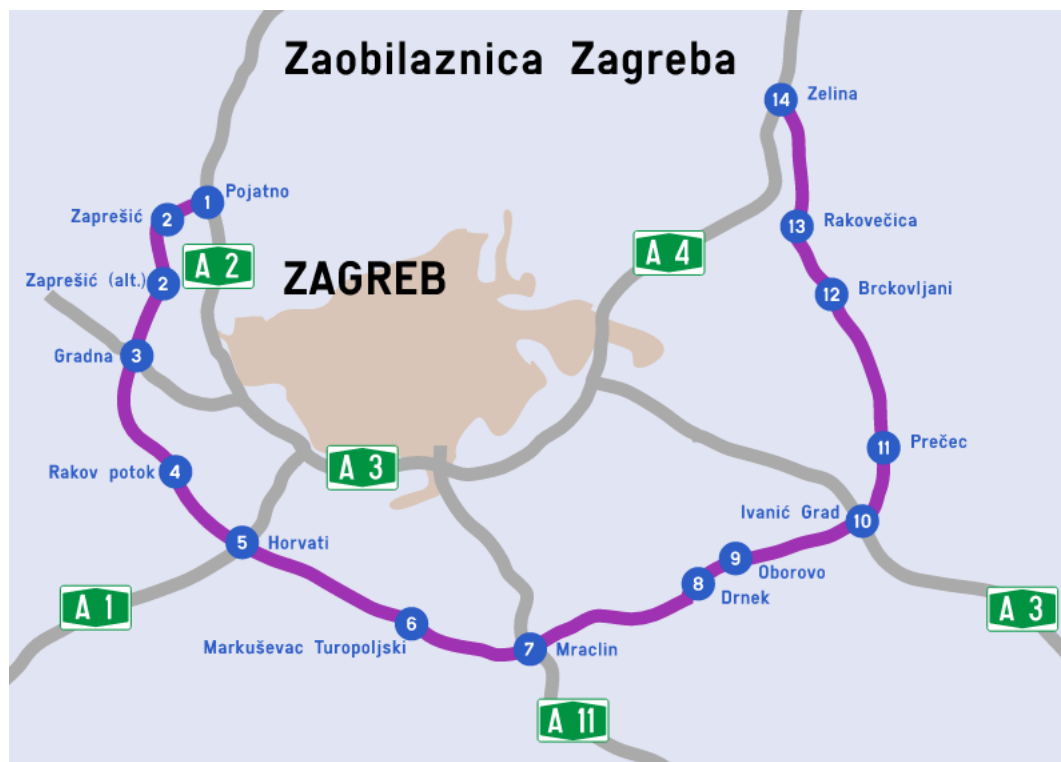 Zaobilaznica Zagreba
14 Zelina
1 Pojatno
Zaprešić 2
13 Rakovečica
A 2
A 4
ZAGREB
Zaprešić (alt.) 2
12 Brckovljani
Gradna 3
11 Prečec
A 3
Rakov potok 4
Ivanić Grad 10
5 Horvati
9 Oborovo
8 Drnek
A 1
A 3
6
Markuševac Turopoljski
7 Mraclin
A 11